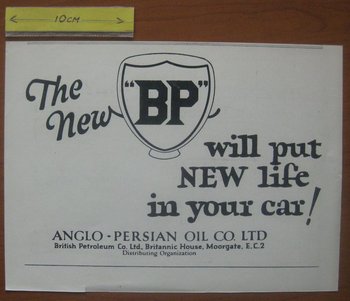 10CM
The New "BP"
will put
NEW life
in your car!
ANGLO-PERSIAN OIL CO. LTD
British Petroleum Co. Ltd., Britannic House, Moorgate, E.C.2
Distributing Organization